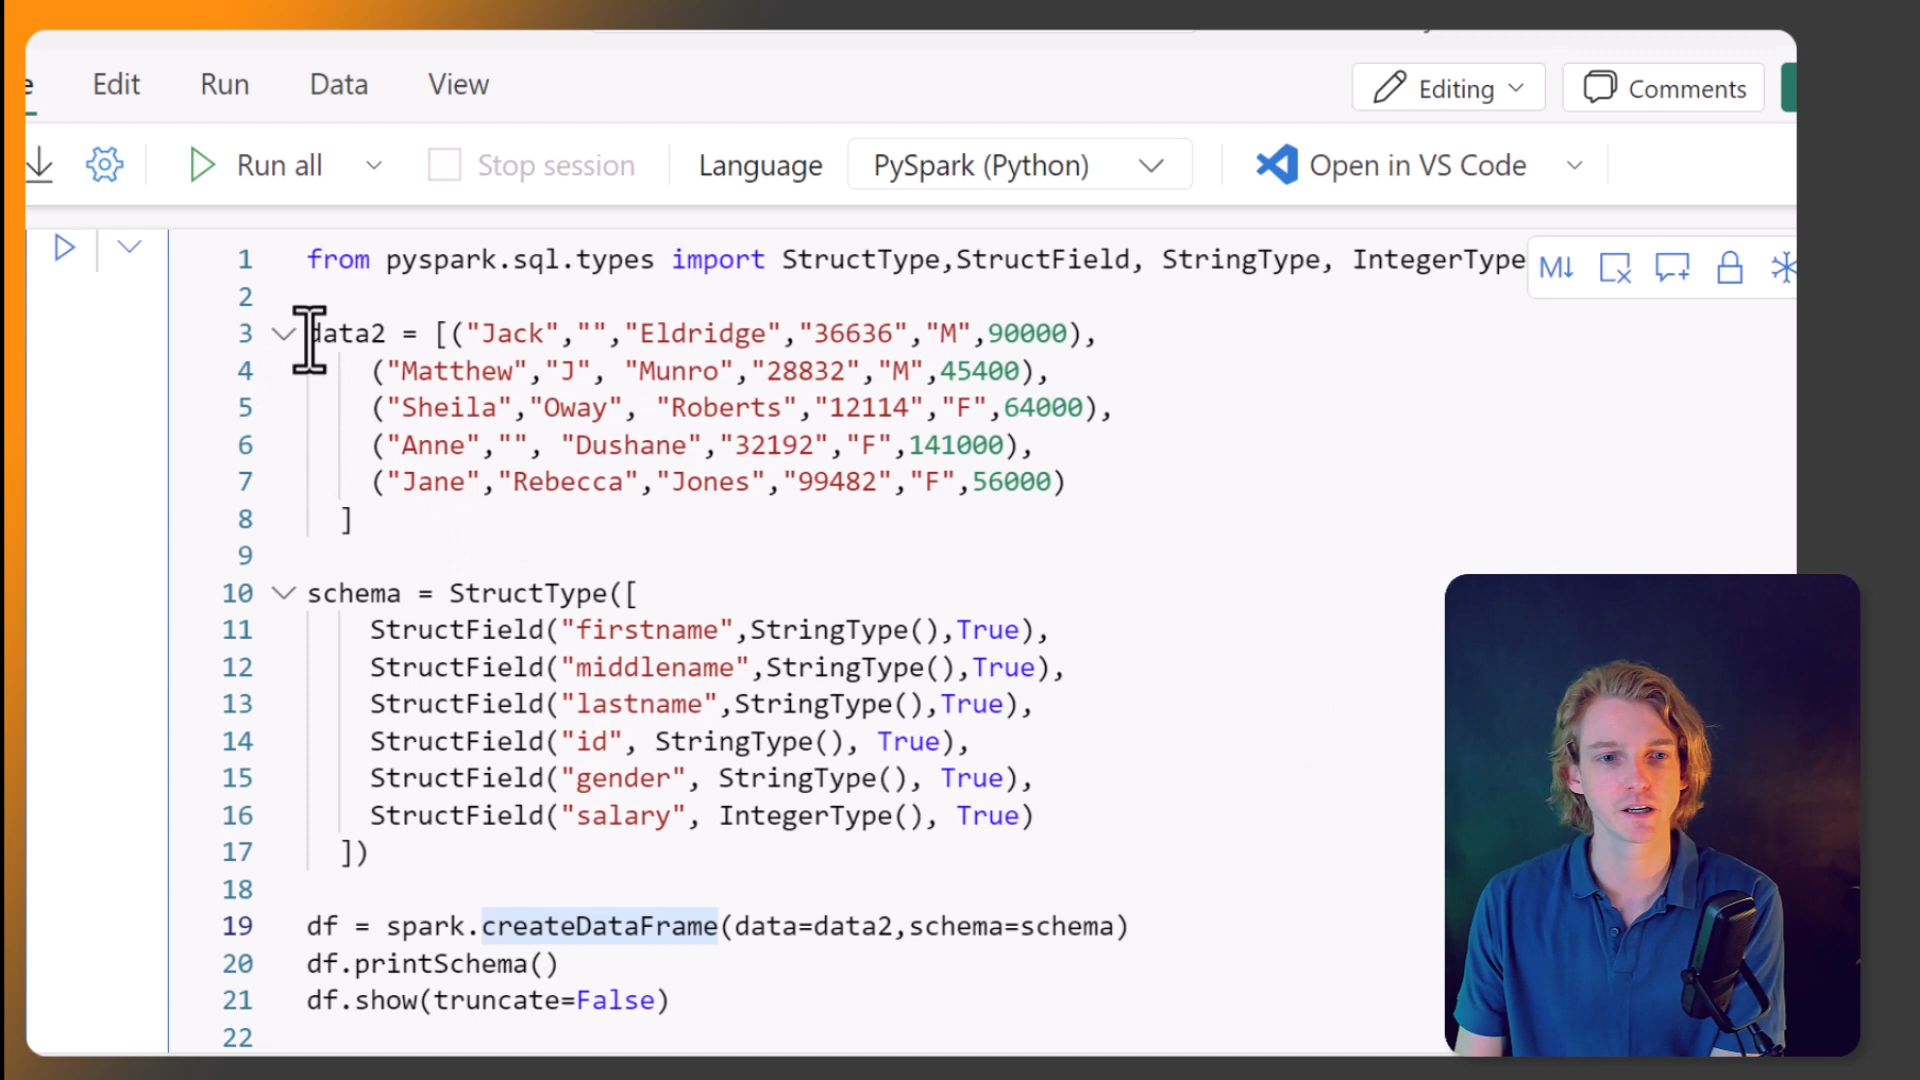 Edit Run Data View Editing Comments
Run all Stop session Language PySpark (Python) Open in VS Code
1 from pyspark.sql.types import StructType,StructField, StringType, IntegerType M↓
2
3 data2 = [("Jack","","Eldridge","36636","M",90000),
4 ("Matthew","J", "Munro","28832","M",45400),
5 ("Sheila","Oway", "Roberts","12114","F",64000),
6 ("Anne","", "Dushane","32192","F",141000),
7 ("Jane","Rebecca","Jones","99482","F",56000)
8 ]
9
10 schema = StructType([
11 StructField("firstname",StringType(),True),
12 StructField("middlename",StringType(),True),
13 StructField("lastname",StringType(),True),
14 StructField("id", StringType(), True),
15 StructField("gender", StringType(), True),
16 StructField("salary", IntegerType(), True)
17 ])
18
19 df = spark.createDataFrame(data=data2,schema=schema)
20 df.printSchema()
21 df.show(truncate=False)
22